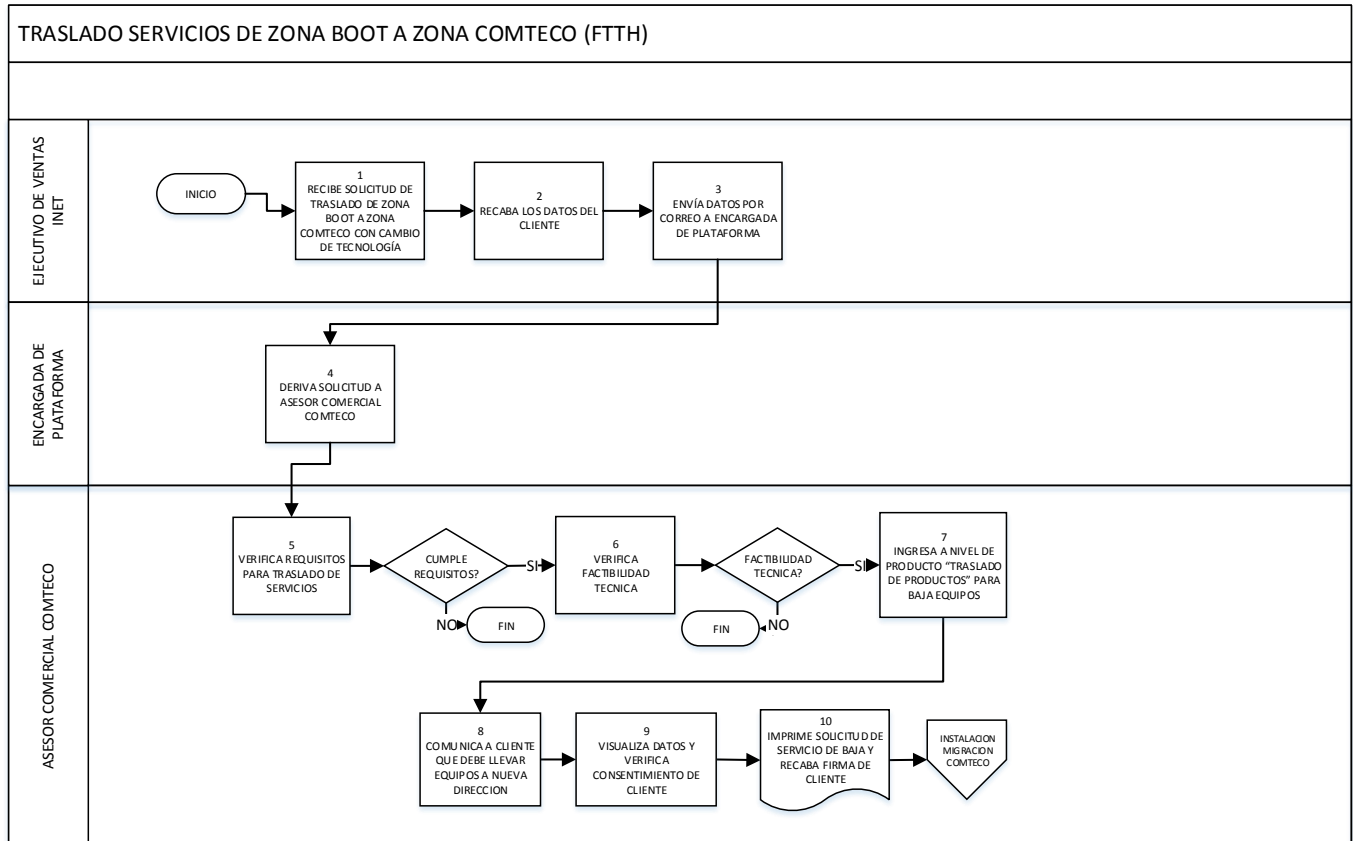 TRASLADO SERVICIOS DE ZONA BOOT A ZONA COMTECO (FTTH)
EJECUTIVO DE VENTAS
INET
INICIO
1
RECIBE SOLICITUD DE
TRASLADO DE ZONA
BOOT A ZONA
COMTECO CON CAMBIO
DE TECNOLOGÍA
2
RECABA LOS DATOS DEL
CLIENTE
3
ENVÍA DATOS POR
CORREO A ENCARGADA
DE PLATAFORMA
ENCARGADA DE
PLATAFORMA
4
DERIVA SOLICITUD A
ASESOR COMERCIAL
COMTECO
ASESOR COMERCIAL COMTECO
5
VERIFICA REQUISITOS
PARA TRASLADO DE
SERVICIOS
CUMPLE
REQUISITOS?
SI
NO
FIN
6
VERIFICA
FACTIBILIDAD
TECNICA
FACTIBILIDAD
TECNICA?
SI
NO
FIN
7
INGRESA A NIVEL DE
PRODUCTO “TRASLADO
DE PRODUCTOS” PARA
BAJA EQUIPOS
8
COMUNICA A CLIENTE
QUE DEBE LLEVAR
EQUIPOS A NUEVA
DIRECCION
9
VISUALIZA DATOS Y
VERIFICA
CONSENTIMIENTO DE
CLIENTE
10
IMPRIME SOLICITUD DE
SERVICIO DE BAJA Y
RECABA FIRMA DE
CLIENTE
INSTALACION
MIGRACION
COMTECO